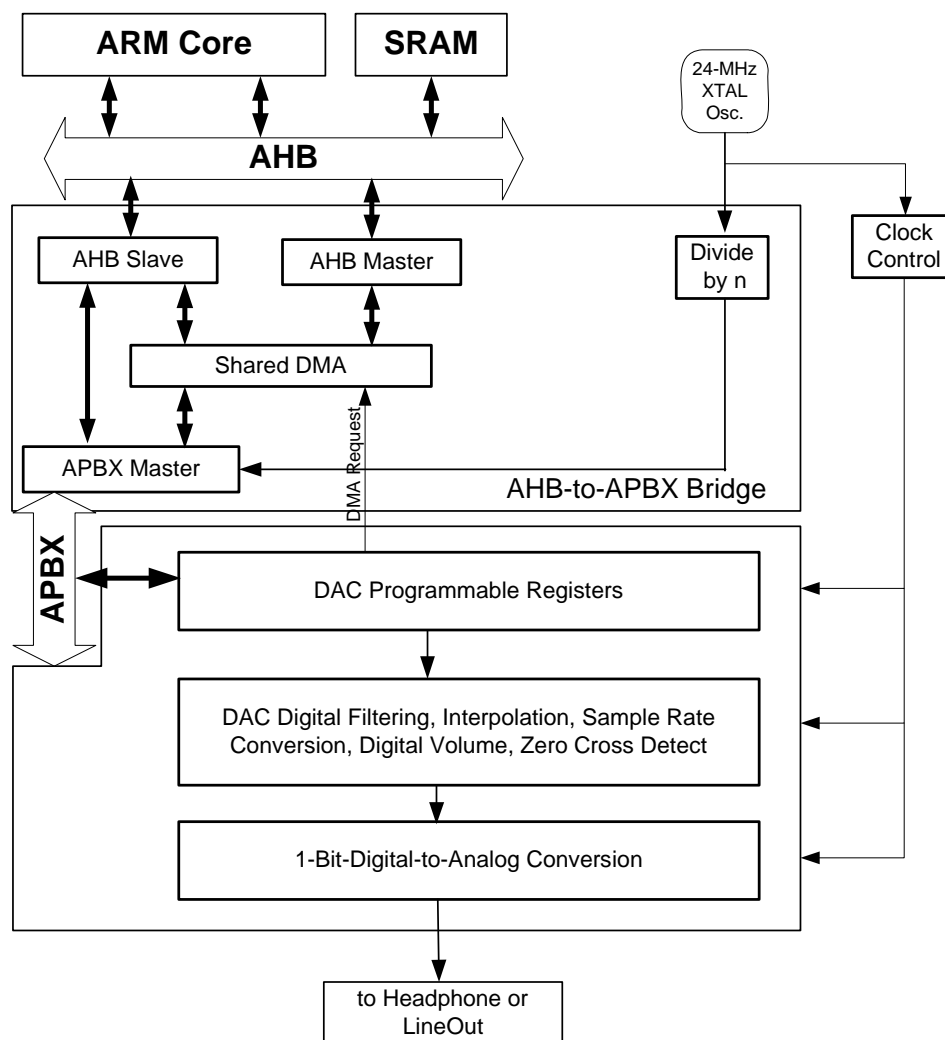 ARM Core
SRAM
24-MHz
XTAL
Osc.
AHB
AHB Slave
AHB Master
Divide
by n
Clock
Control
Shared DMA
DMA Request
APBX Master
AHB-to-APBX Bridge
APBX
DAC Programmable Registers
DAC Digital Filtering, Interpolation, Sample Rate
Conversion, Digital Volume, Zero Cross Detect
1-Bit-Digital-to-Analog Conversion
to Headphone or
LineOut